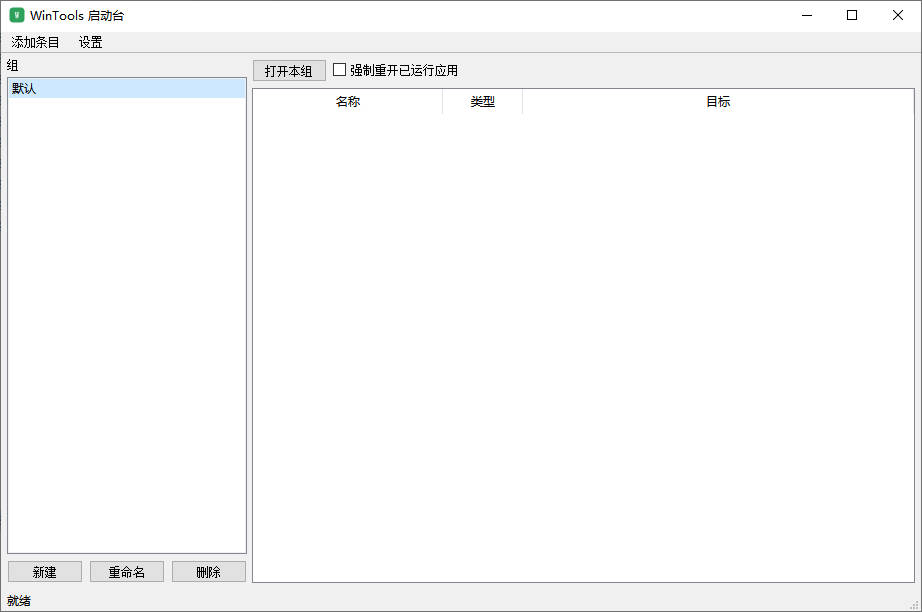 WinTools 启动台
添加条目 设置
组
打开本组 强制重开已运行应用
默认
名称 类型 目标
新建 重命名 删除
就绪